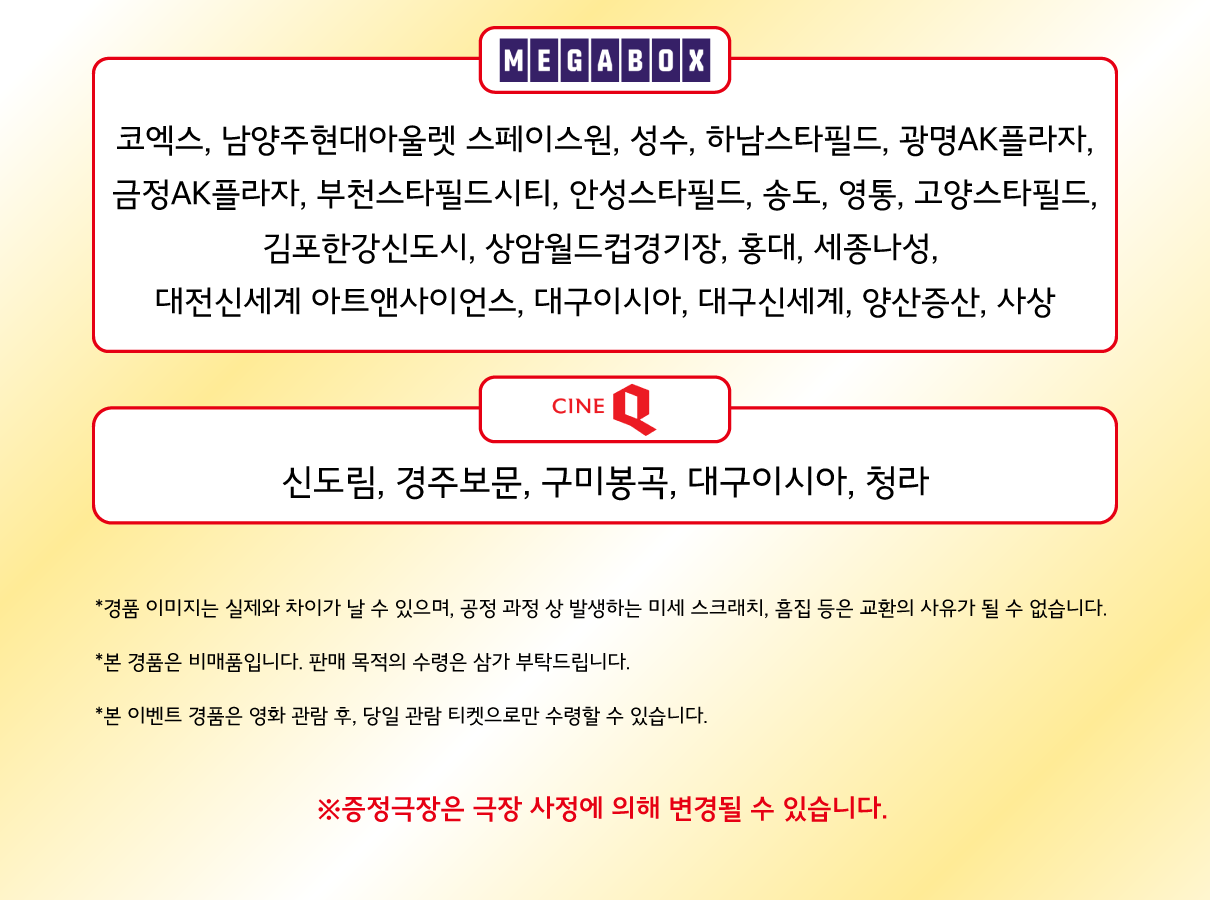 MEGABOX
코엑스, 남양주현대아울렛 스페이스원, 성수, 하남스타필드, 광명AK플라자,
금정AK플라자, 부천스타필드시티, 안성스타필드, 송도, 영통, 고양스타필드,
김포한강신도시, 상암월드컵경기장, 홍대, 세종나성,
대전신세계 아트앤사이언스, 대구이시아, 대구신세계, 양산증산, 사상
CINE Q
신도림, 경주보문, 구미봉곡, 대구이시아, 청라
*경품 이미지는 실제와 차이가 날 수 있으며, 공정 과정 상 발생하는 미세 스크래치, 흠집 등은 교환의 사유가 될 수 없습니다.
*본 경품은 비매품입니다. 판매 목적의 수령은 삼가 부탁드립니다.
*본 이벤트 경품은 영화 관람 후, 당일 관람 티켓으로만 수령할 수 있습니다.
※증정극장은 극장 사정에 의해 변경될 수 있습니다.